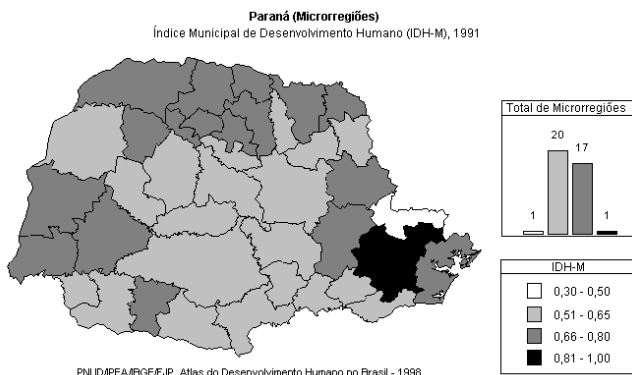 Paraná (Microrregiões)
Índice Municipal de Desenvolvimento Humano (IDH-M), 1991
Total de Microrregiões
20
17
1
1
IDH-M
0,30 - 0,50
0,51 - 0,65
0,66 - 0,80
0,81 - 1,00
PNUD/IPEA/IBGE/FJP, Atlas do Desenvolvimento Humano no Brasil - 1998